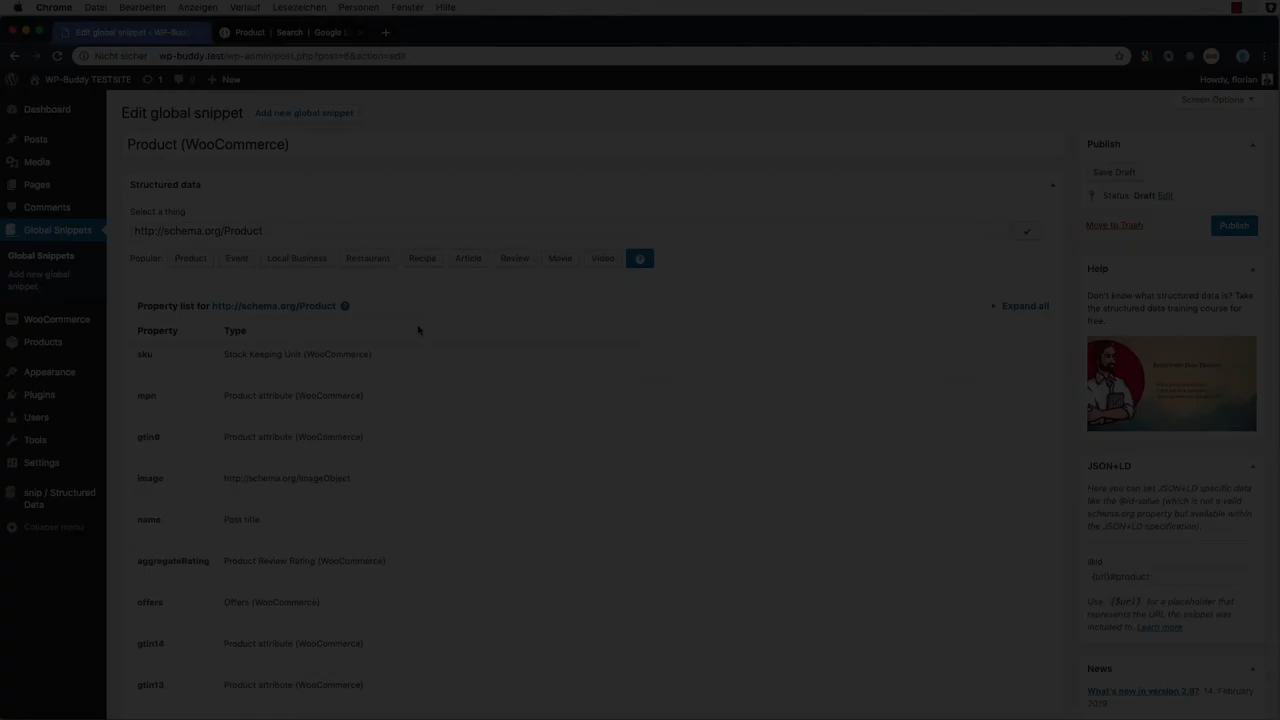 Chrome Datei Bearbeiten Anzeigen Verlauf Lesezeichen Personen Fenster Hilfe
Edit global snippet ‹ WP-Bud
Product | Search | Google
Nicht sicher wp-buddy.test/wp-admin/post.php?post=6&action=edit
WP-Buddy TESTSITE 1 0 + New Howdy, florian
Screen Options
Dashboard
Posts
Media
Pages
Comments
Global Snippets
Global Snippets
Add new global
snippet
WooCommerce
Products
Appearance
Plugins
Users
Tools
Settings
snip / Structured
Data
Collapse menu
Edit global snippet Add new global snippet
Product (WooCommerce)
Structured data
Select a thing
http://schema.org/Product
Popular: Product Event Local Business Restaurant Recipe Article Review Movie Video ?
Property list for http://schema.org/Product ? Expand all
Property Type
sku Stock Keeping Unit (WooCommerce)
mpn Product attribute (WooCommerce)
gtin8 Product attribute (WooCommerce)
image http://schema.org/ImageObject
name Post title
aggregateRating Product Review Rating (WooCommerce)
offers Offers (WooCommerce)
gtin14 Product attribute (WooCommerce)
gtin13 Product attribute (WooCommerce)
Publish
Save Draft
Status: Draft Edit
Move to Trash Publish
Help
Don't know what structured data is? Take
the structured data training course for
free.
JSON+LD
Here you can set JSON+LD specific data
like the @id-value (which is not a valid
schema.org property but available within
the JSON+LD specification).
@id
{url}#product
Use {$url} for a placeholder that
represents the URL the snippet was
included to. Learn more
News
What's new in version 2.8? 14. February
2019